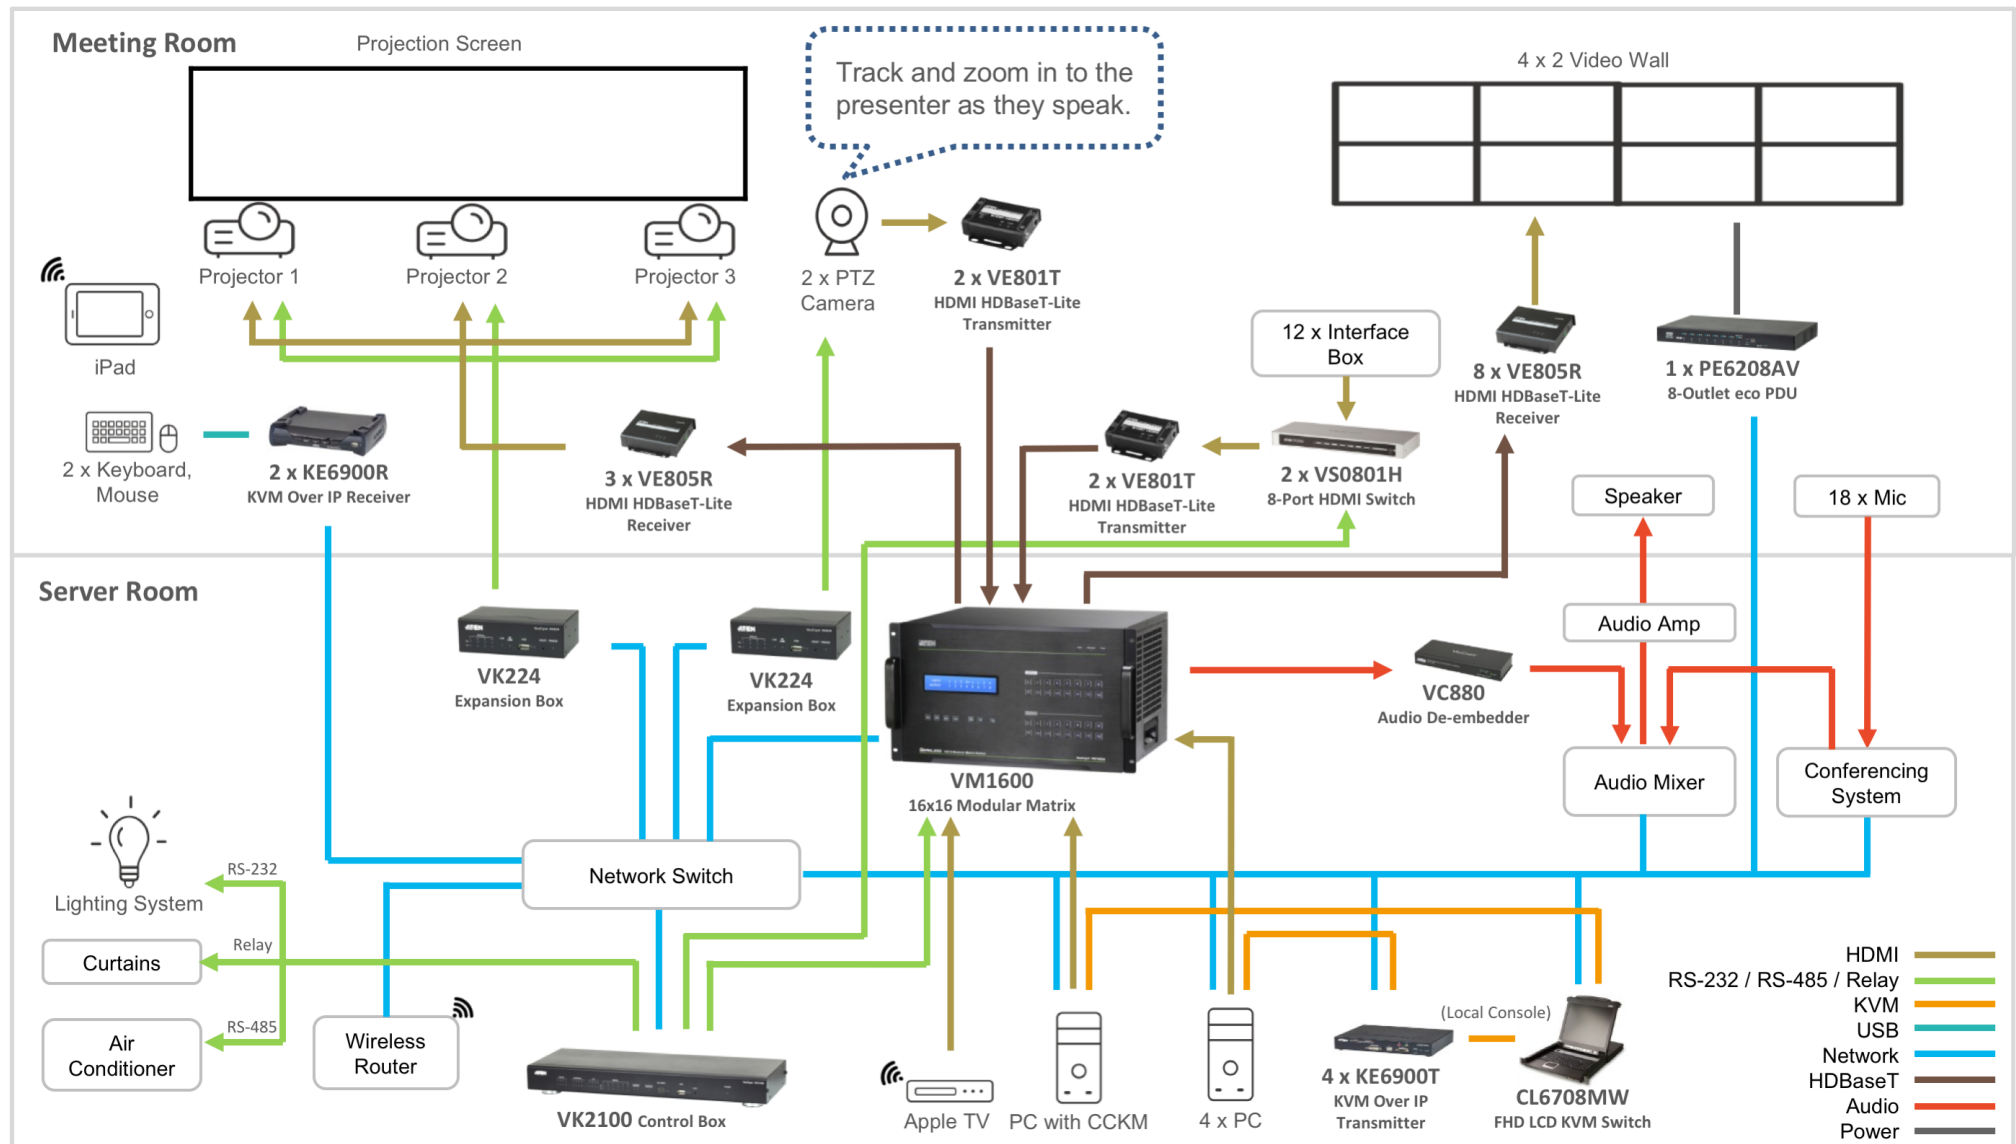 Meeting Room
Projection Screen
Track and zoom in to the
presenter as they speak.
4 x 2 Video Wall
Projector 1
Projector 2
Projector 3
iPad
2 x PTZ
Camera
2 x VE801T
HDMI HDBaseT-Lite
Transmitter
12 x Interface
Box
8 x VE805R
HDMI HDBaseT-Lite
Receiver
1 x PE6208AV
8-Outlet eco PDU
2 x Keyboard,
Mouse
2 x KE6900R
KVM Over IP Receiver
3 x VE805R
HDMI HDBaseT-Lite
Receiver
2 x VE801T
HDMI HDBaseT-Lite
Transmitter
2 x VS0801H
8-Port HDMI Switch
Speaker
18 x Mic
Server Room
VK224
Expansion Box
VK224
Expansion Box
VM1600
16x16 Modular Matrix
Audio Amp
VC880
Audio De-embedder
Audio Mixer
Conferencing
System
Network Switch
Lighting System
RS-232
Curtains
Relay
Air
Conditioner
RS-485
Wireless
Router
VK2100 Control Box
Apple TV
PC with CCKM
4 x PC
4 x KE6900T
KVM Over IP
Transmitter
(Local Console)
CL6708MW
FHD LCD KVM Switch
HDMI
RS-232 / RS-485 / Relay
KVM
USB
Network
HDBaseT
Audio
Power